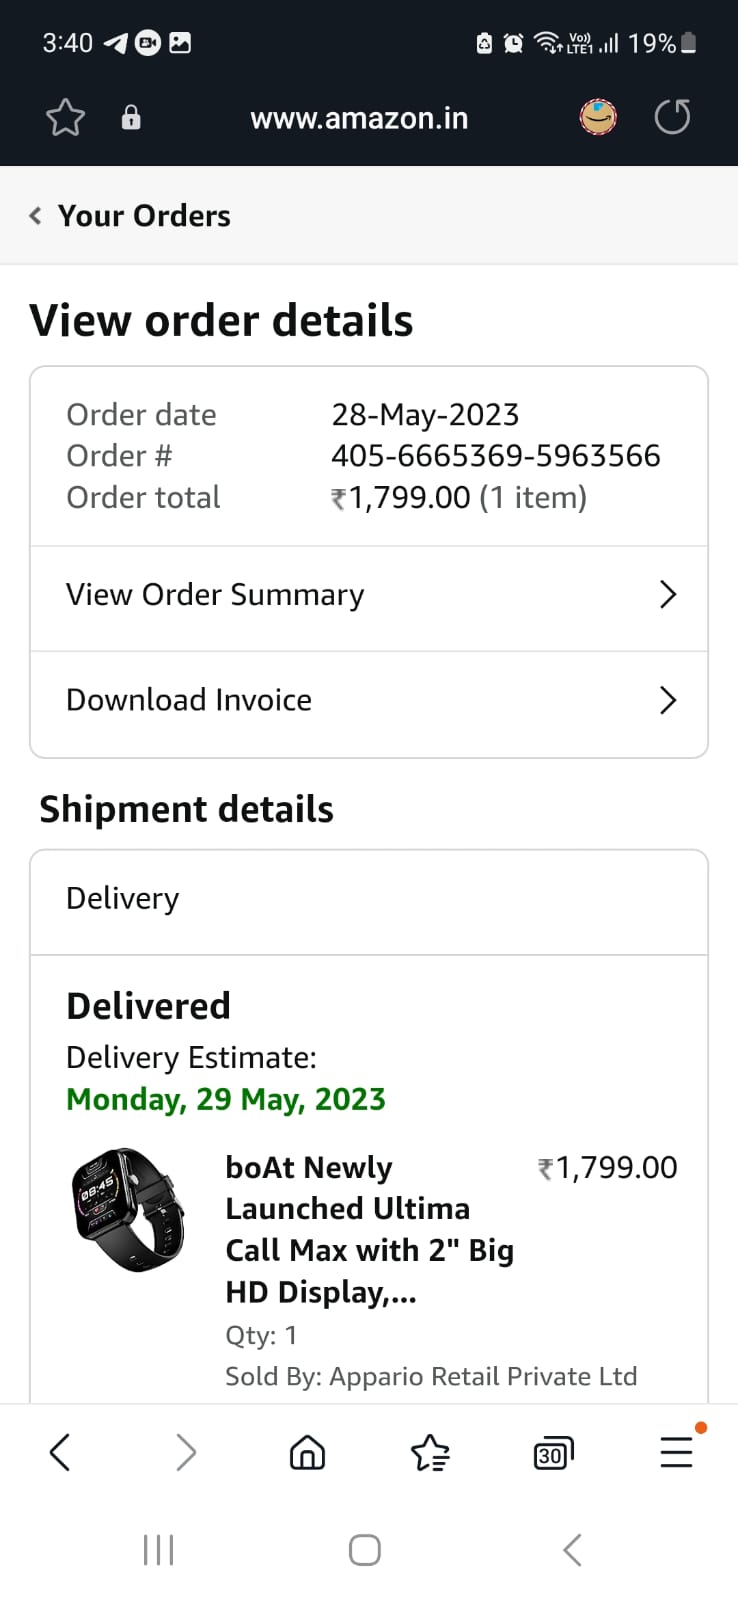 3:40 Vo)) LTE1 19%
www.amazon.in
Your Orders
View order details
Order date 28-May-2023
Order # 405-6665369-5963566
Order total ₹1,799.00 (1 item)
View Order Summary
Download Invoice
Shipment details
Delivery
Delivered
Delivery Estimate:
Monday, 29 May, 2023
08:45
boAt Newly ₹1,799.00
Launched Ultima
Call Max with 2" Big
HD Display,...
Qty: 1
Sold By: Appario Retail Private Ltd
30